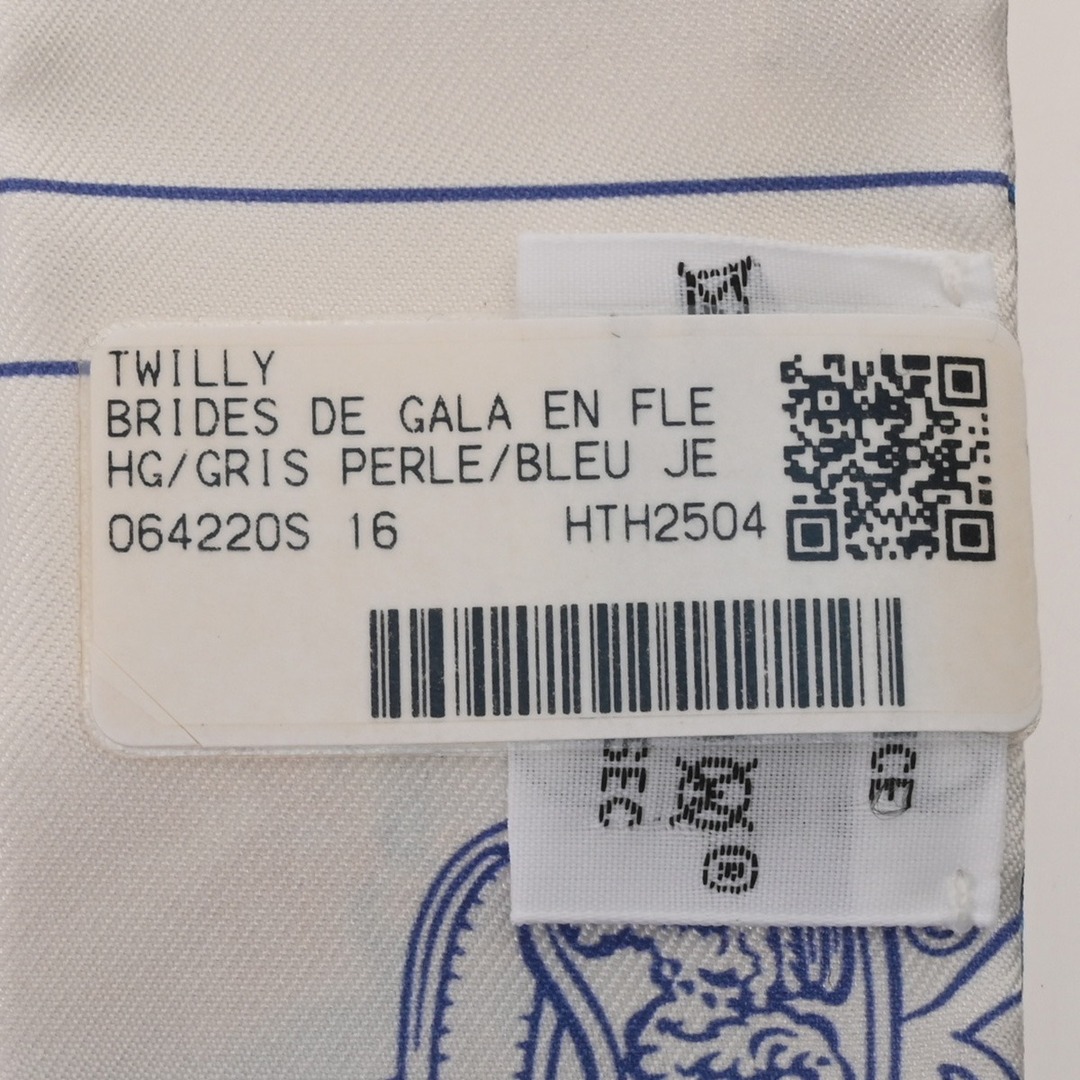 TWILLY
BRIDES DE GALA EN FLE
HG/GRIS PERLE/BLEU JE
064220S 16 HTH2504
®